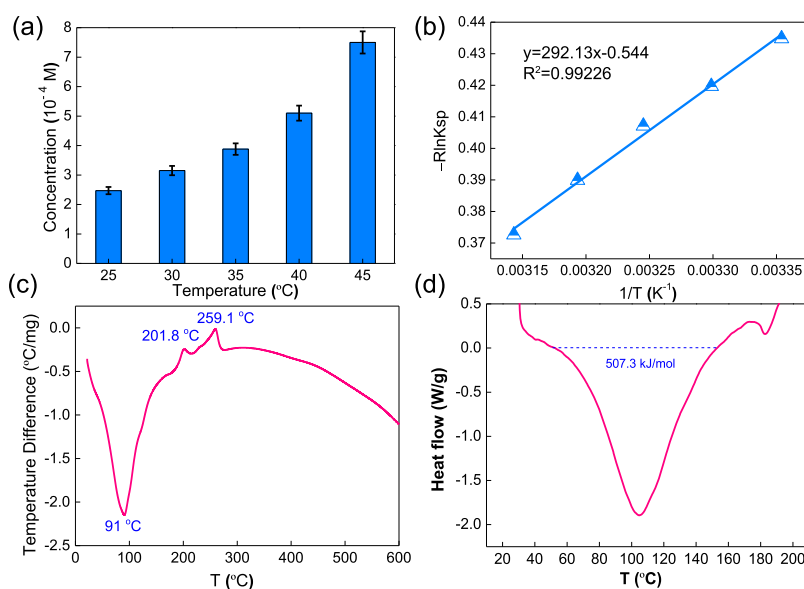 (a)
8
7
6
5
4
3
2
1
0
Concentration (10⁻⁴ M)
25 30 35 40 45
Temperature (°C)
(b)
y=292.13x-0.544
R²=0.99226
0.44
0.43
0.42
0.41
0.40
0.39
0.38
0.37
−RlnKsp
0.00315 0.00320 0.00325 0.00330 0.00335
1/T (K⁻¹)
(c)
259.1 °C
201.8 °C
91 °C
0.0
-0.5
-1.0
-1.5
-2.0
-2.5
Temperature Difference (°C/mg)
0 100 200 300 400 500 600
T (°C)
(d)
507.3 kJ/mol
0.5
0.0
-0.5
-1.0
-1.5
-2.0
Heat flow (W/g)
20 40 60 80 100 120 140 160 180 200
T (°C)